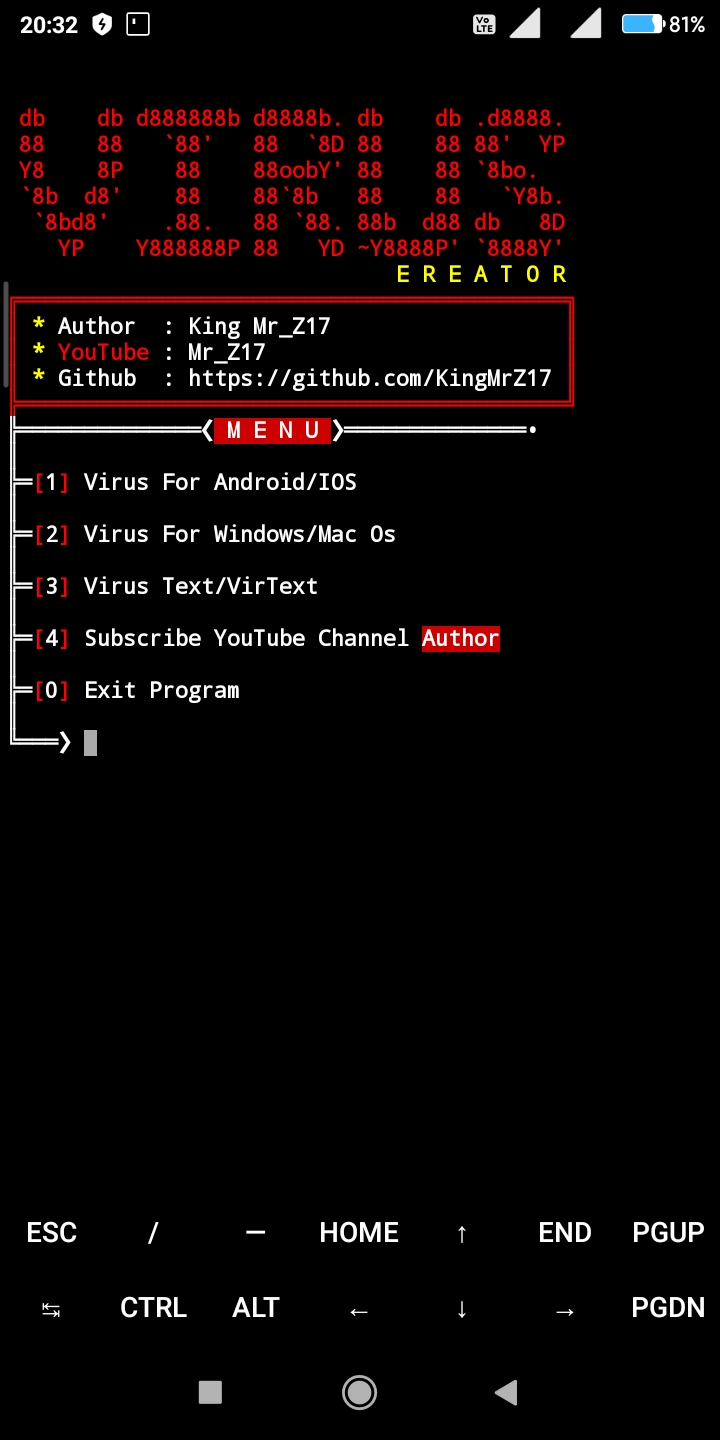 20:32 Vo LTE 81%
db    db d888888b d8888b. db    db .d8888.
88    88   `88'   88  `8D 88    88 88'  YP
Y8    8P    88    88oobY' 88    88 `8bo.
`8b  d8'    88    88`8b   88    88   `Y8b.
 `8bd8'   .88.   88 `88. 88b  d88 db   8D
   YP    Y888888P 88   YD ~Y8888P' `8888Y'
E R E A T O R
* Author  : King Mr_Z17
* YouTube : Mr_Z17
* Github  : https://github.com/KingMrZ17
M E N U
[1] Virus For Android/IOS
[2] Virus For Windows/Mac Os
[3] Virus Text/VirText
[4] Subscribe YouTube Channel Author
[0] Exit Program
ESC / — HOME ↑ END PGUP
↹ CTRL ALT ← ↓ → PGDN